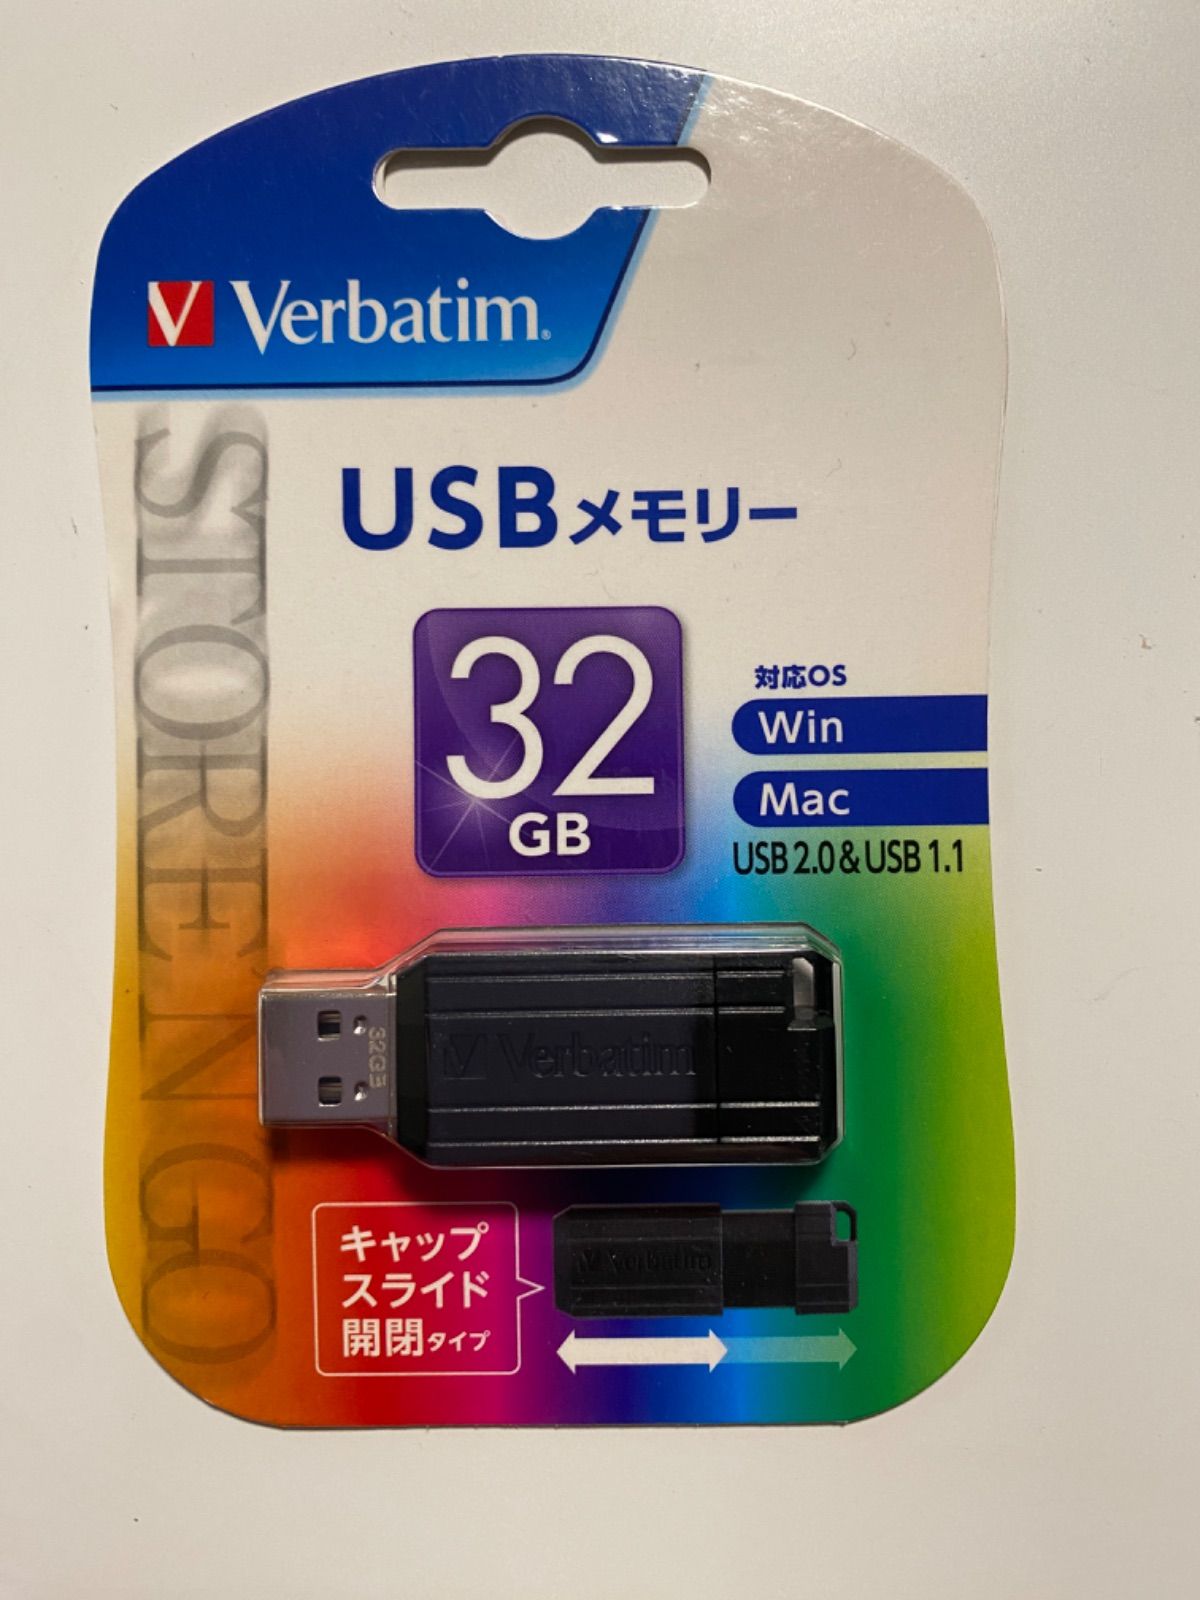 Verbatim
USBメモリー
32
GB
対応OS
Win
Mac
USB 2.0 & USB 1.1
STORE N GO
32GB
Verbatim
キャップ
スライド
開閉タイプ
Verbatim